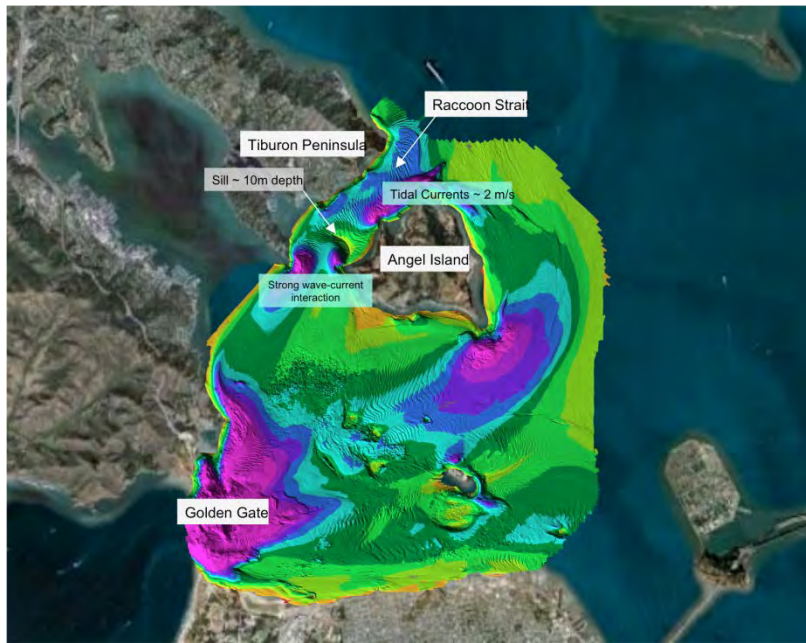 Raccoon Strait
Tiburon Peninsula
Sill ~ 10m depth
Tidal Currents ~ 2 m/s
Angel Island
Strong wave-current
interaction
Golden Gate